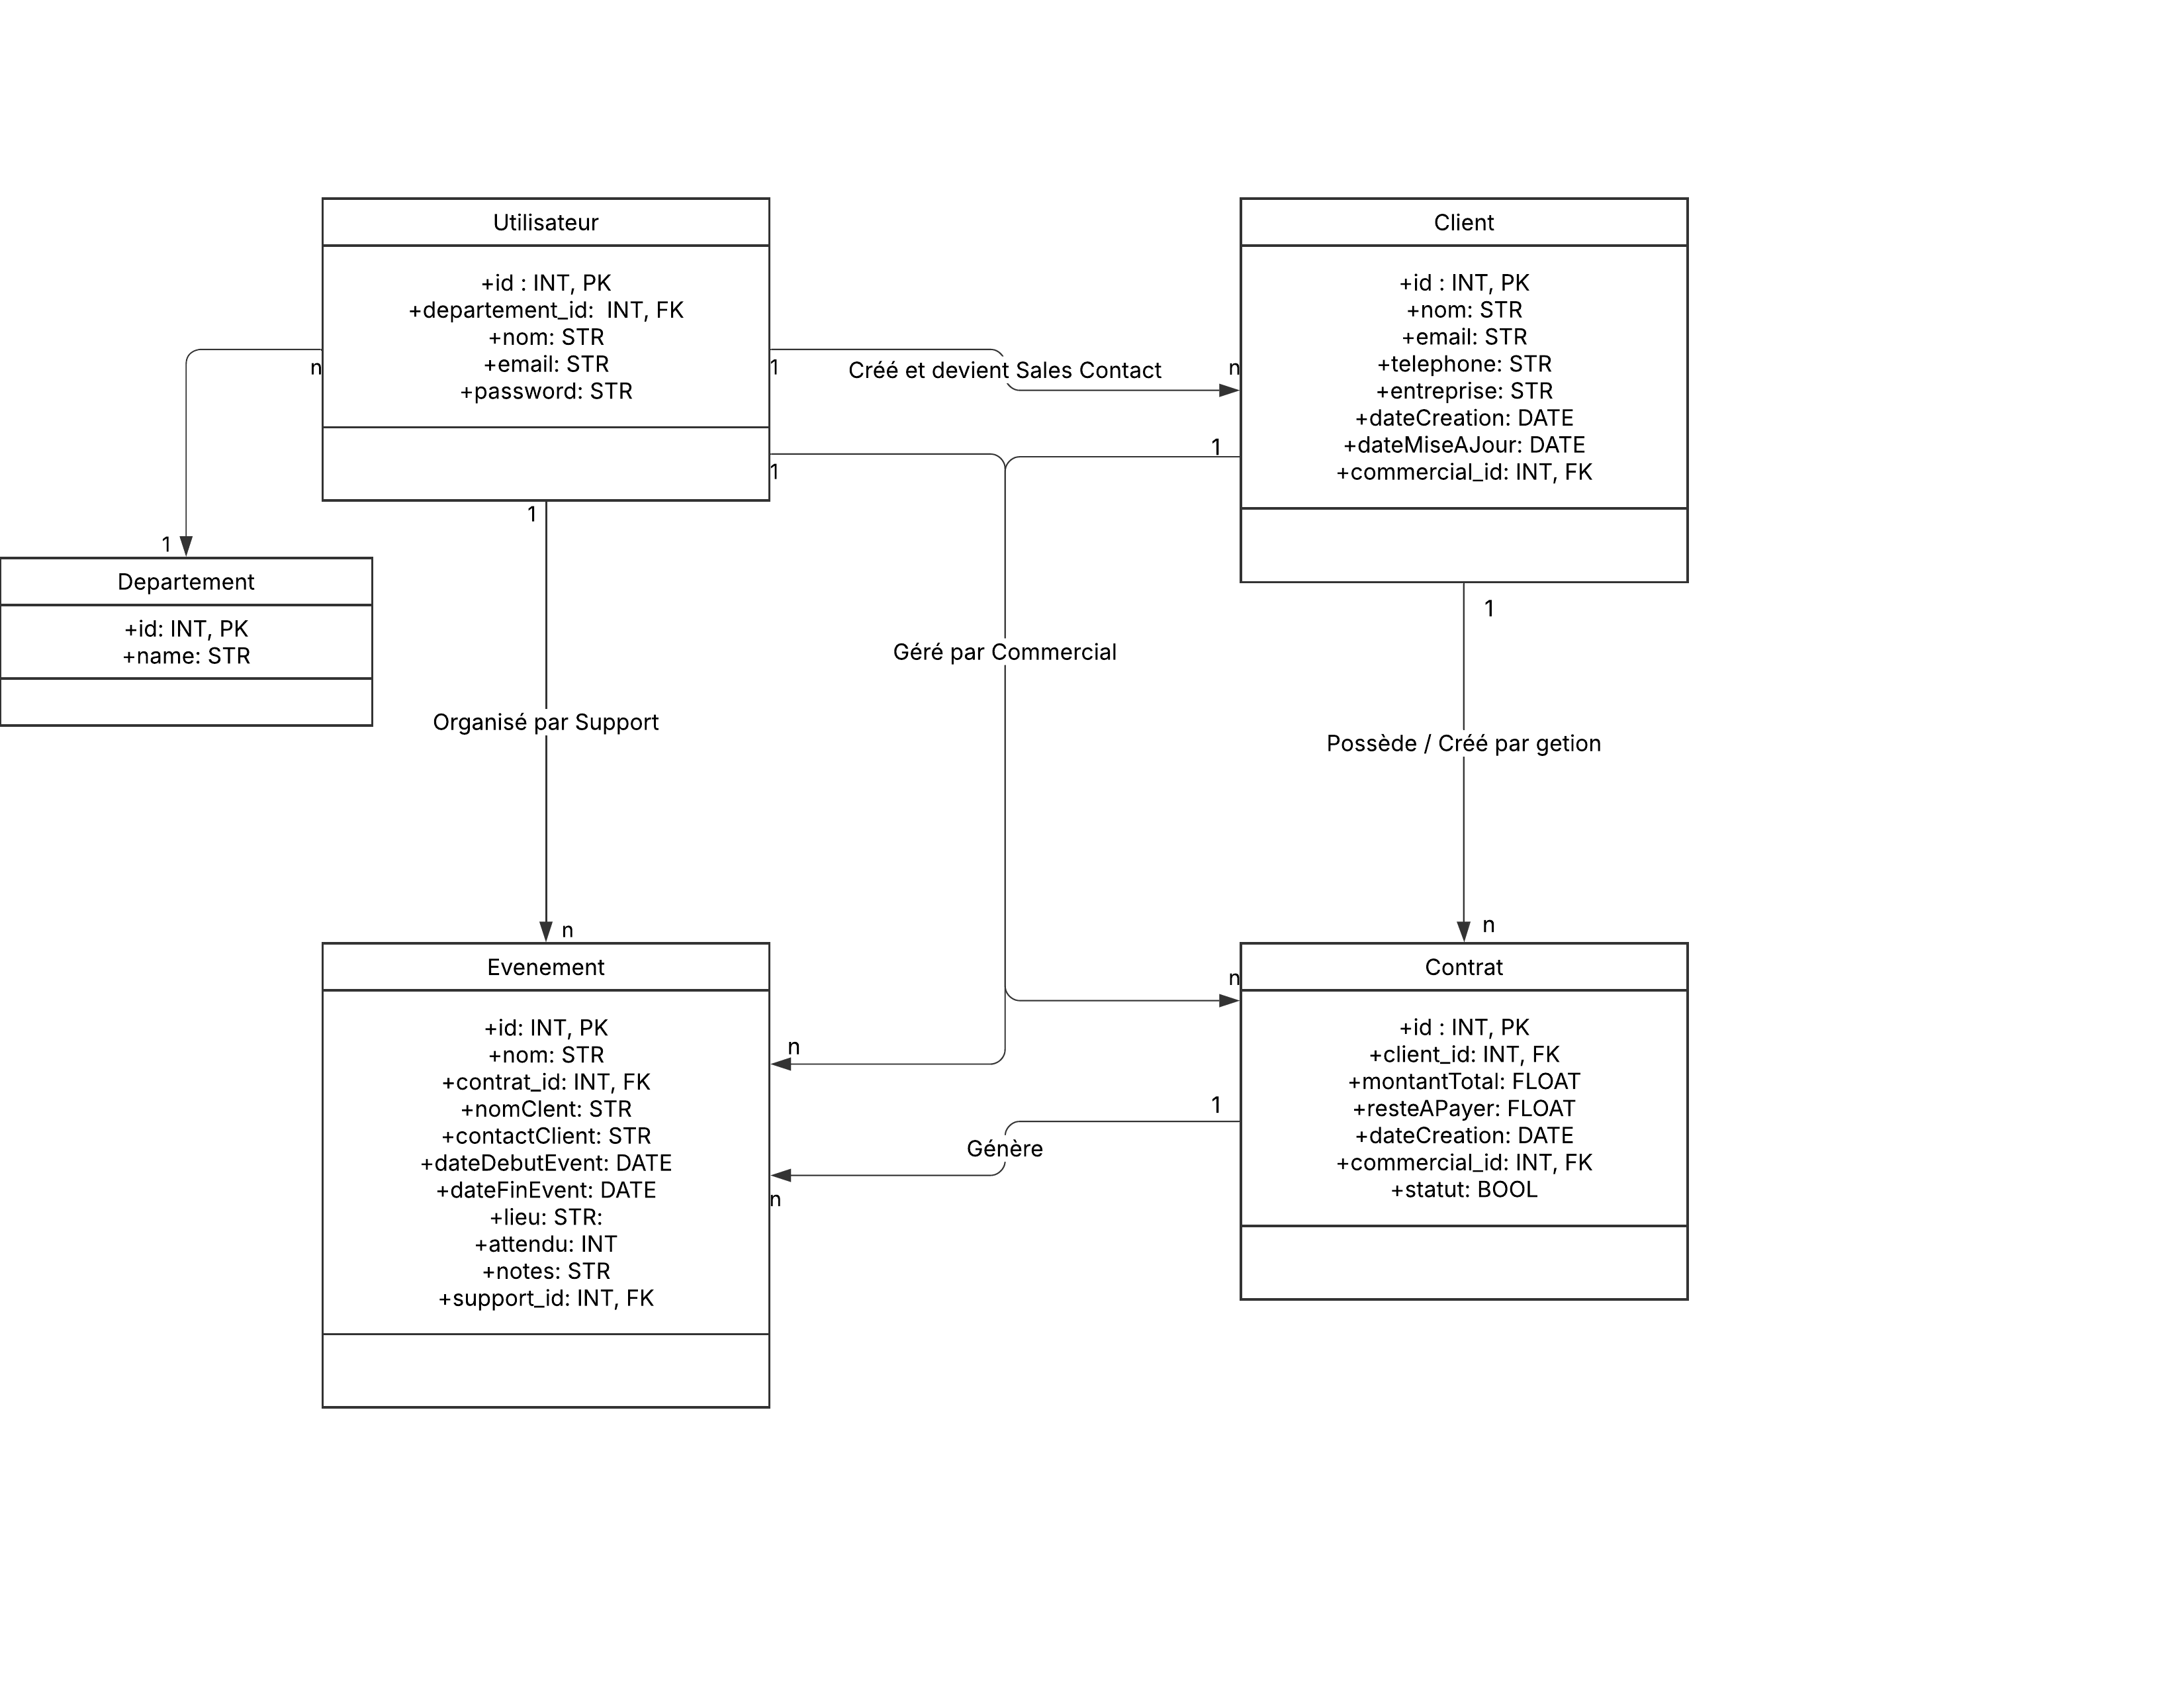 Utilisateur
+id : INT, PK
+departement_id:  INT, FK
+nom: STR
+email: STR
+password: STR
Client
+id : INT, PK
+nom: STR
+email: STR
+telephone: STR
+entreprise: STR
+dateCreation: DATE
+dateMiseAJour: DATE
+commercial_id: INT, FK
n
1
Créé et devient Sales Contact
n
1
1
1
1
Departement
+id: INT, PK
+name: STR
1
Géré par Commercial
Organisé par Support
Possède / Créé par getion
n
n
Evenement
+id: INT, PK
+nom: STR
+contrat_id: INT, FK
+nomClent: STR
+contactClient: STR
+dateDebutEvent: DATE
+dateFinEvent: DATE
+lieu: STR:
+attendu: INT
+notes: STR
+support_id: INT, FK
n
n
1
Génère
n
Contrat
+id : INT, PK
+client_id: INT, FK
+montantTotal: FLOAT
+resteAPayer: FLOAT
+dateCreation: DATE
+commercial_id: INT, FK
+statut: BOOL